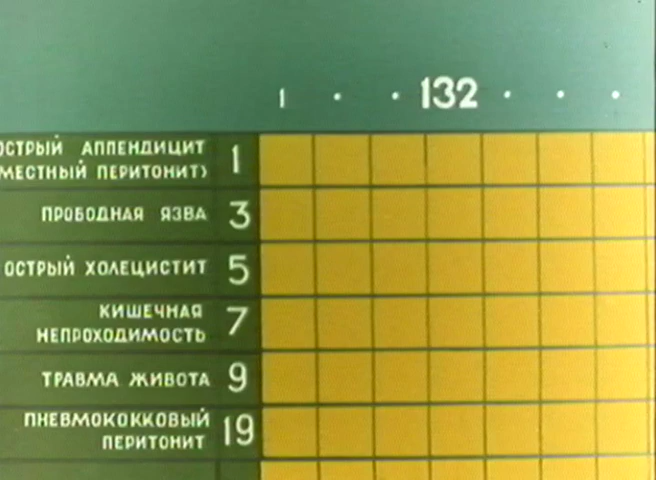 1 · · 132 · · ·
ОСТРЫЙ АППЕНДИЦИТ 1
МЕСТНЫЙ ПЕРИТОНИТ)
ПРОБОДНАЯ ЯЗВА 3
ОСТРЫЙ ХОЛЕЦИСТИТ 5
КИШЕЧНАЯ
НЕПРОХОДИМОСТЬ 7
ТРАВМА ЖИВОТА 9
ПНЕВМОКОККОВЫЙ
ПЕРИТОНИТ 19